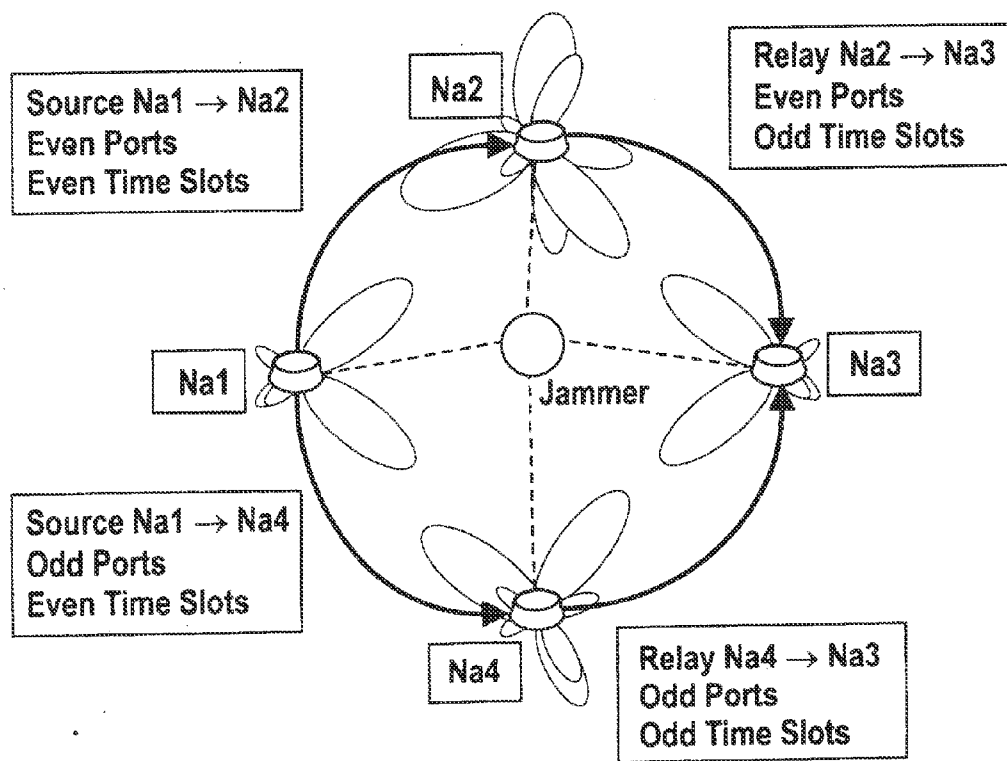 Source Na1 → Na2
Even Ports
Even Time Slots
Na2
Relay Na2 → Na3
Even Ports
Odd Time Slots
Na1
Jammer
Na3
Source Na1 → Na4
Odd Ports
Even Time Slots
Na4
Relay Na4 → Na3
Odd Ports
Odd Time Slots